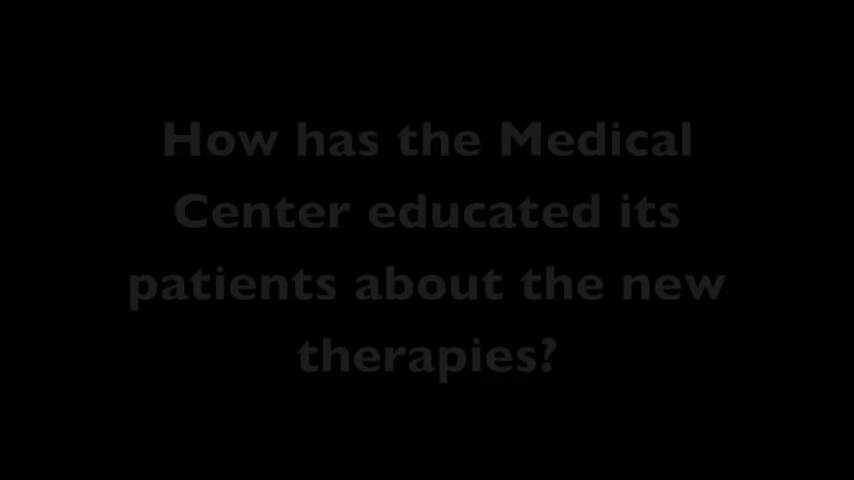 How has the Medical
Center educated its
patients about the new
therapies?